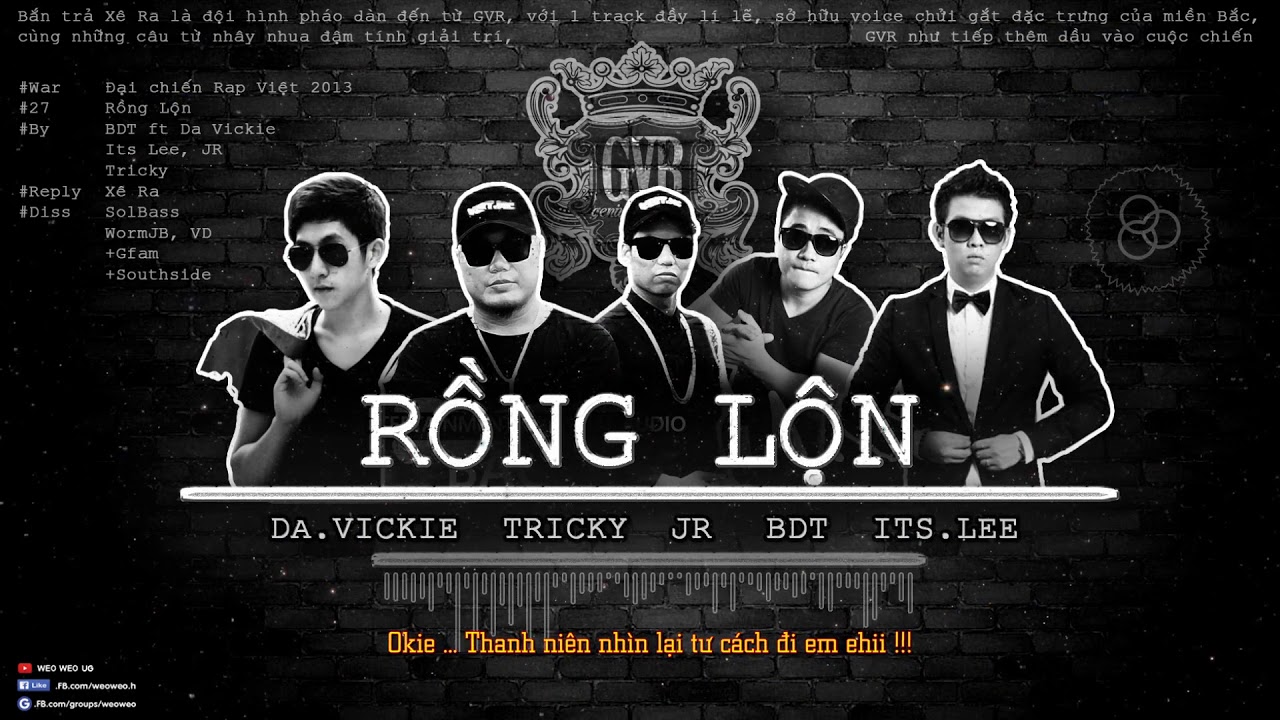 Bắn trả Xê Ra là đội hình pháo dàn đến từ GVR, với 1 track đầy lí lẽ, sở hữu voice chửi gắt đặc trưng của miền Bắc,
cùng những câu từ nhây nhua đậm tính giải trí, GVR như tiếp thêm dầu vào cuộc chiến
#War Đại chiến Rap Việt 2013
#27 Rồng Lộn
#By BDT ft Da Vickie
Its Lee, JR
Tricky
#Reply Xê Ra
#Diss SolBass
WormJB, VD
+Gfam
+Southside
GVR
RỒNG LỘN
DA.VICKIE TRICKY JR BDT ITS.LEE
Okie ... Thanh niên nhìn lại tư cách đi em ehii !!!
WEO WEO UG
Like .FB.com/weoweo.h
G .FB.com/groups/weoweo